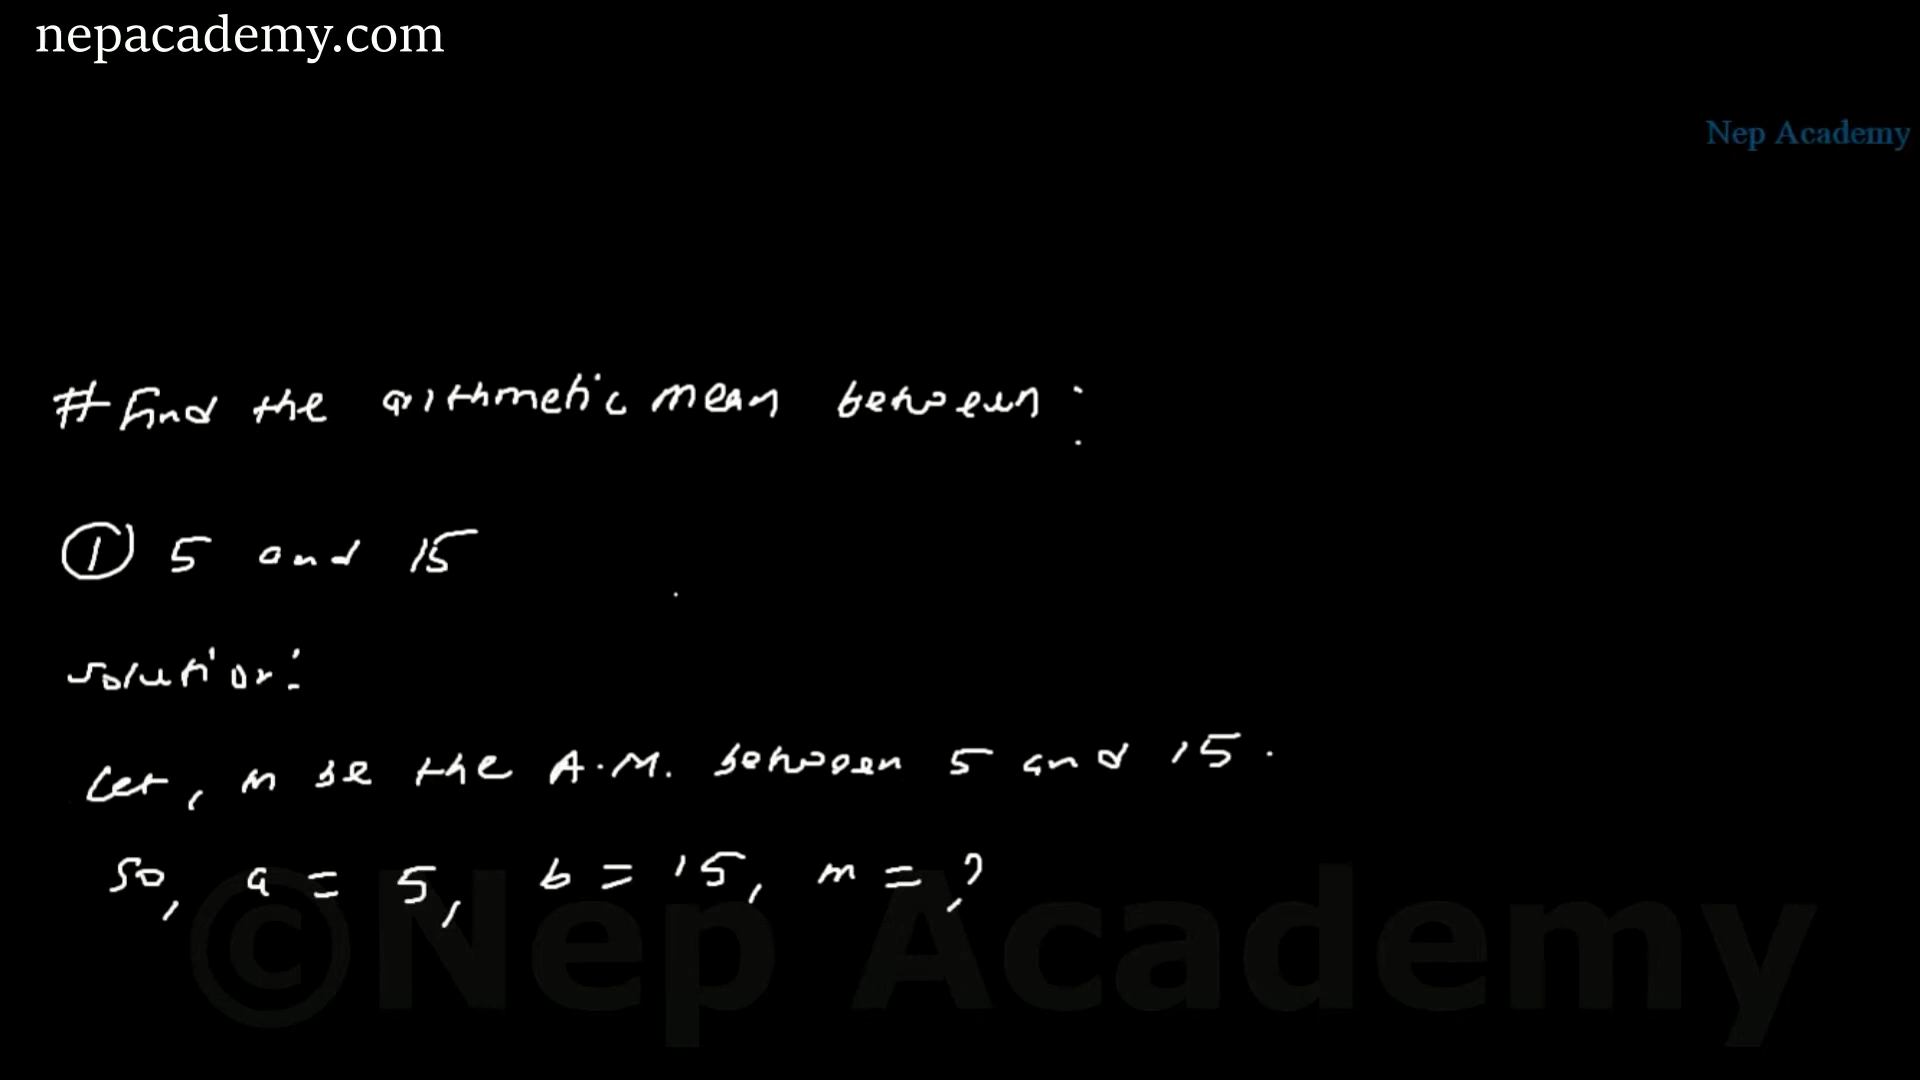 nepacademy.com
Nep Academy
# Find the arithmetic mean between:
① 5 and 15
solution:
Let, m be the A.M. between 5 and 15.
So, a = 5, b = 15, m = ?
©Nep Academy